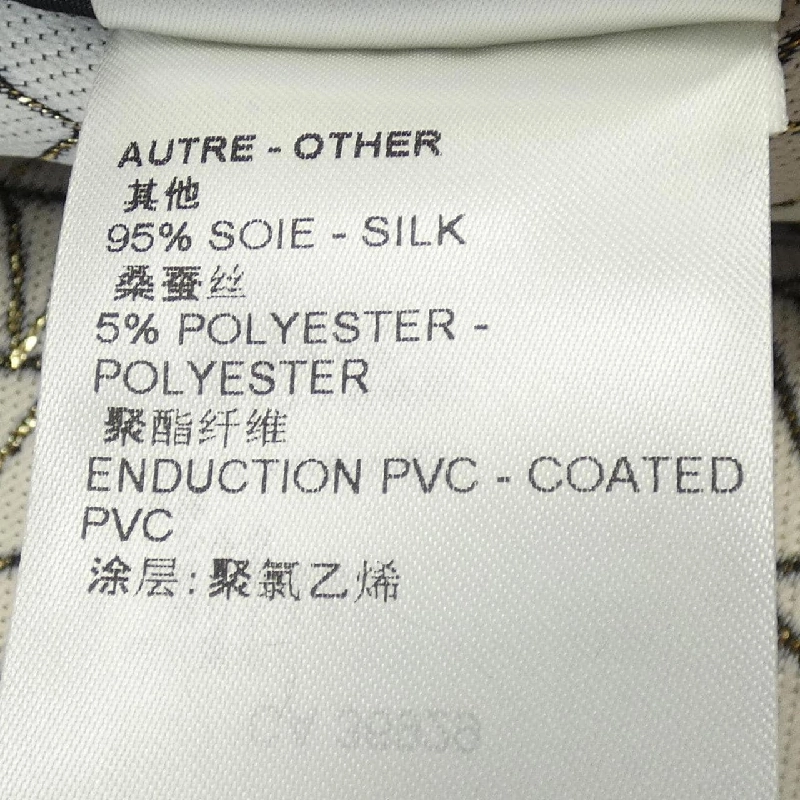 AUTRE - OTHER
其他
95% SOIE - SILK
桑蚕丝
5% POLYESTER -
POLYESTER
聚酯纤维
ENDUCTION PVC - COATED
PVC
涂层:聚氯乙烯